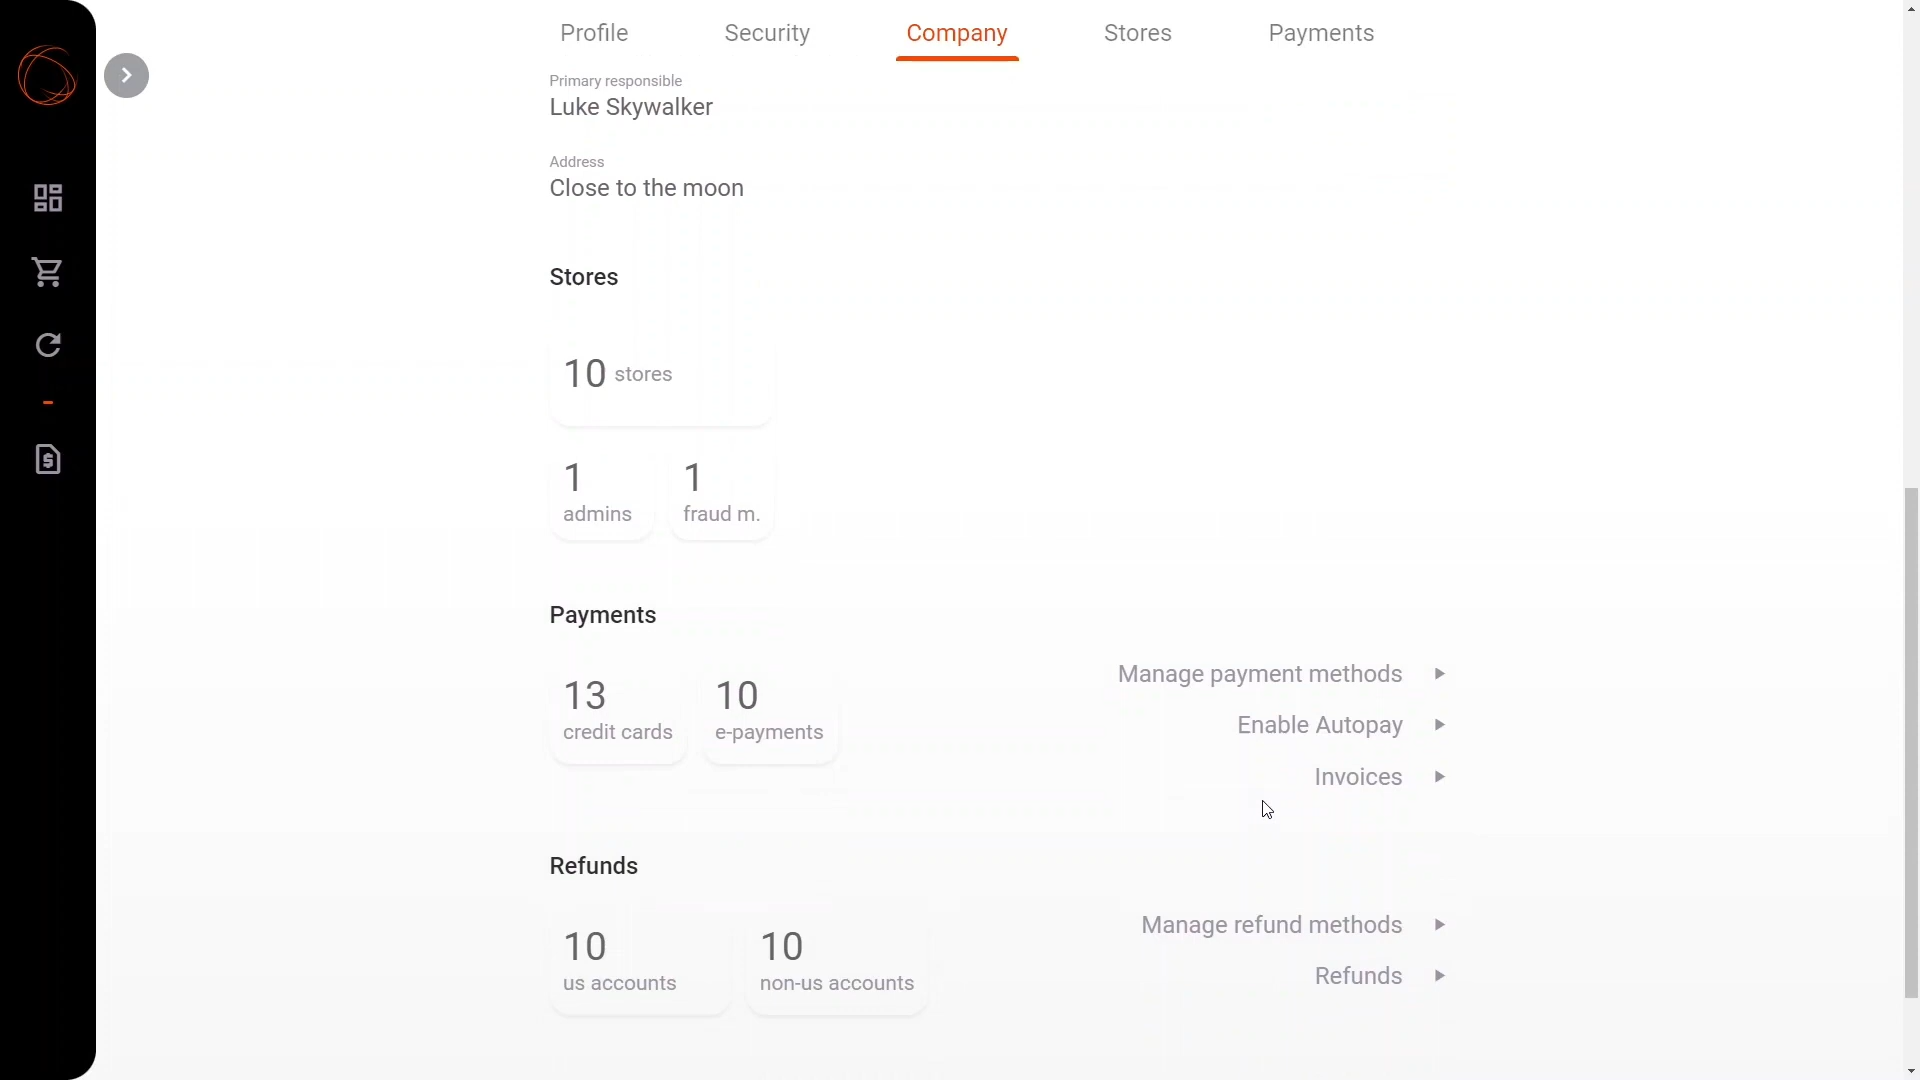 Profile Security Company Stores Payments
Primary responsible
Luke Skywalker
Address
Close to the moon
Stores
10 stores
1 1
admins fraud m.
Payments
13 10
credit cards e-payments
Manage payment methods
Enable Autopay
Invoices
Refunds
10 10
us accounts non-us accounts
Manage refund methods
Refunds